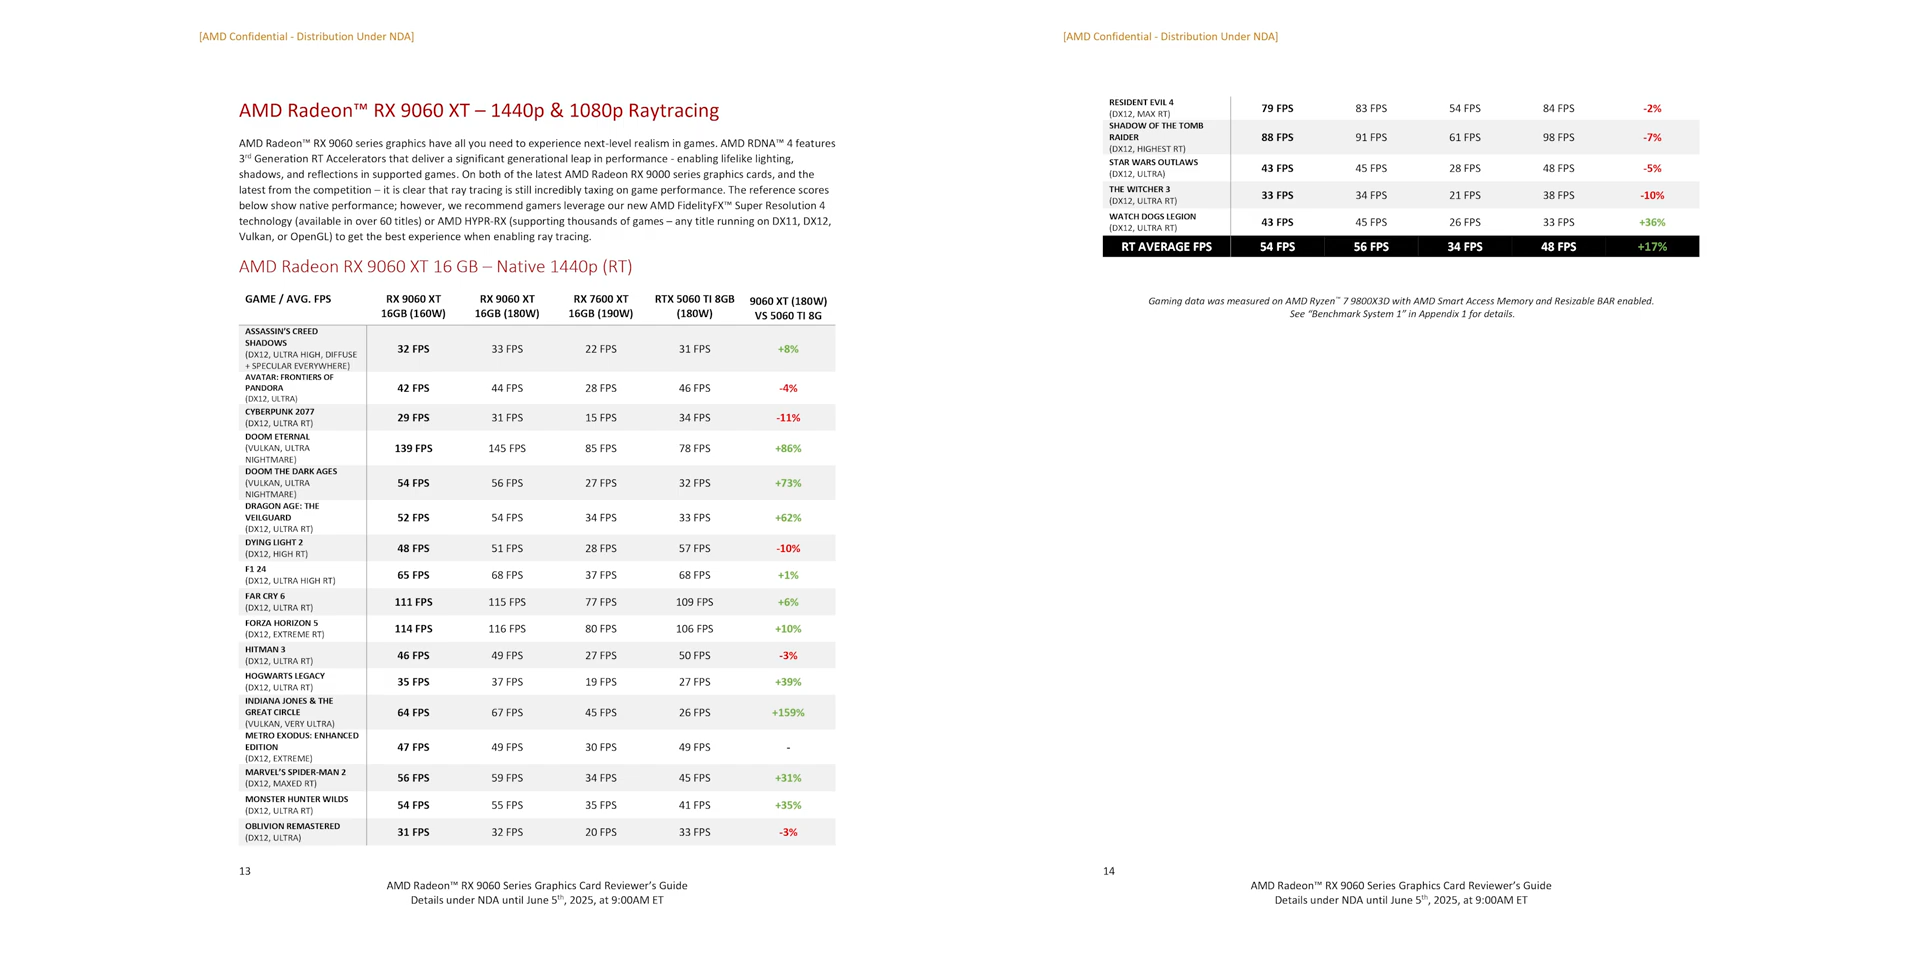 [AMD Confidential - Distribution Under NDA]
AMD Radeon™ RX 9060 XT – 1440p & 1080p Raytracing
AMD Radeon™ RX 9060 series graphics have all you need to experience next-level realism in games. AMD RDNA™ 4 features
3rd Generation RT Accelerators that deliver a significant generational leap in performance - enabling lifelike lighting,
shadows, and reflections in supported games. On both of the latest AMD Radeon RX 9000 series graphics cards, and the
latest from the competition – it is clear that ray tracing is still incredibly taxing on game performance. The reference scores
below show native performance; however, we recommend gamers leverage our new AMD FidelityFX™ Super Resolution 4
technology (available in over 60 titles) or AMD HYPR-RX (supporting thousands of games – any title running on DX11, DX12,
Vulkan, or OpenGL) to get the best experience when enabling ray tracing.
AMD Radeon RX 9060 XT 16 GB – Native 1440p (RT)
GAME / AVG. FPS RX 9060 XT RX 9060 XT RX 7600 XT RTX 5060 TI 8GB 9060 XT (180W)
16GB (160W) 16GB (180W) 16GB (190W) (180W) VS 5060 TI 8G
ASSASSIN'S CREED
SHADOWS
(DX12, ULTRA HIGH, DIFFUSE
+ SPECULAR EVERYWHERE)
32 FPS 33 FPS 22 FPS 31 FPS +8%
AVATAR: FRONTIERS OF
PANDORA
(DX12, ULTRA)
42 FPS 44 FPS 28 FPS 46 FPS -4%
CYBERPUNK 2077
(DX12, ULTRA RT)
29 FPS 31 FPS 15 FPS 34 FPS -11%
DOOM ETERNAL
(VULKAN, ULTRA
NIGHTMARE)
139 FPS 145 FPS 85 FPS 78 FPS +86%
DOOM THE DARK AGES
(VULKAN, ULTRA
NIGHTMARE)
54 FPS 56 FPS 27 FPS 32 FPS +73%
DRAGON AGE: THE
VEILGUARD
(DX12, ULTRA RT)
52 FPS 54 FPS 34 FPS 33 FPS +62%
DYING LIGHT 2
(DX12, HIGH RT)
48 FPS 51 FPS 28 FPS 57 FPS -10%
F1 24
(DX12, ULTRA HIGH RT)
65 FPS 68 FPS 37 FPS 68 FPS +1%
FAR CRY 6
(DX12, ULTRA RT)
111 FPS 115 FPS 77 FPS 109 FPS +6%
FORZA HORIZON 5
(DX12, EXTREME RT)
114 FPS 116 FPS 80 FPS 106 FPS +10%
HITMAN 3
(DX12, ULTRA RT)
46 FPS 49 FPS 27 FPS 50 FPS -3%
HOGWARTS LEGACY
(DX12, ULTRA RT)
35 FPS 37 FPS 19 FPS 27 FPS +39%
INDIANA JONES & THE
GREAT CIRCLE
(VULKAN, VERY ULTRA)
64 FPS 67 FPS 45 FPS 26 FPS +159%
METRO EXODUS: ENHANCED
EDITION
(DX12, EXTREME)
47 FPS 49 FPS 30 FPS 49 FPS -
MARVEL'S SPIDER-MAN 2
(DX12, MAXED RT)
56 FPS 59 FPS 34 FPS 45 FPS +31%
MONSTER HUNTER WILDS
(DX12, ULTRA RT)
54 FPS 55 FPS 35 FPS 41 FPS +35%
OBLIVION REMASTERED
(DX12, ULTRA)
31 FPS 32 FPS 20 FPS 33 FPS -3%
13
AMD Radeon™ RX 9060 Series Graphics Card Reviewer's Guide
Details under NDA until June 5th, 2025, at 9:00AM ET
[AMD Confidential - Distribution Under NDA]
RESIDENT EVIL 4
(DX12, MAX RT)
79 FPS 83 FPS 54 FPS 84 FPS -2%
SHADOW OF THE TOMB
RAIDER
(DX12, HIGHEST RT)
88 FPS 91 FPS 61 FPS 98 FPS -7%
STAR WARS OUTLAWS
(DX12, ULTRA)
43 FPS 45 FPS 28 FPS 48 FPS -5%
THE WITCHER 3
(DX12, ULTRA RT)
33 FPS 34 FPS 21 FPS 38 FPS -10%
WATCH DOGS LEGION
(DX12, ULTRA RT)
43 FPS 45 FPS 26 FPS 33 FPS +36%
RT AVERAGE FPS 54 FPS 56 FPS 34 FPS 48 FPS +17%
Gaming data was measured on AMD Ryzen™ 7 9800X3D with AMD Smart Access Memory and Resizable BAR enabled.
See "Benchmark System 1" in Appendix 1 for details.
14
AMD Radeon™ RX 9060 Series Graphics Card Reviewer's Guide
Details under NDA until June 5th, 2025, at 9:00AM ET